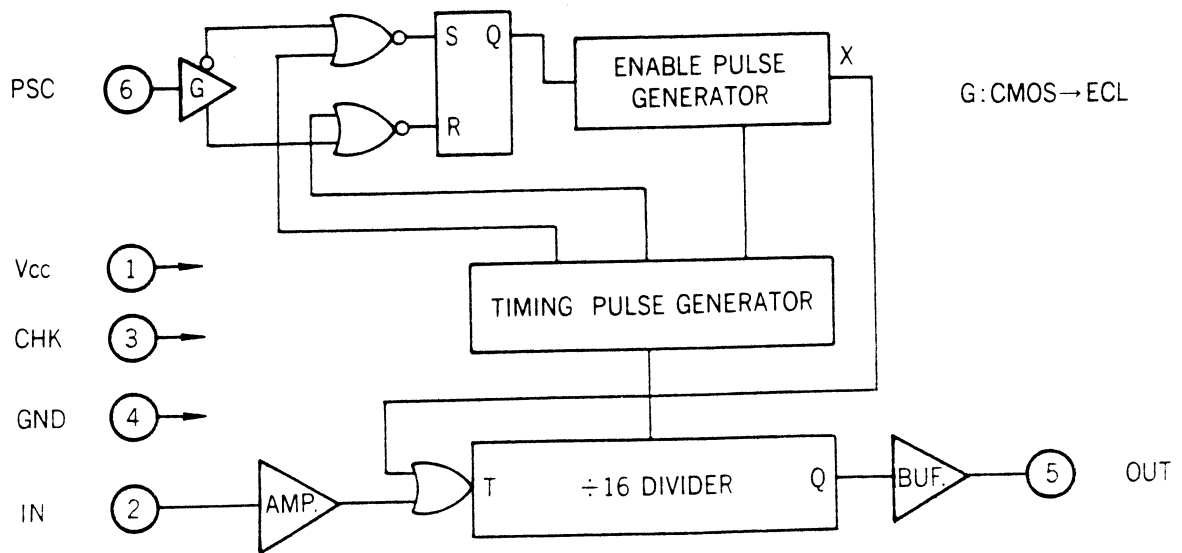 PSC 6 G S Q R
ENABLE PULSE
GENERATOR
X
G:CMOS→ECL
Vcc 1
TIMING PULSE GENERATOR
CHK 3
GND 4
IN 2 AMP. T ÷16 DIVIDER Q BUF. 5 OUT